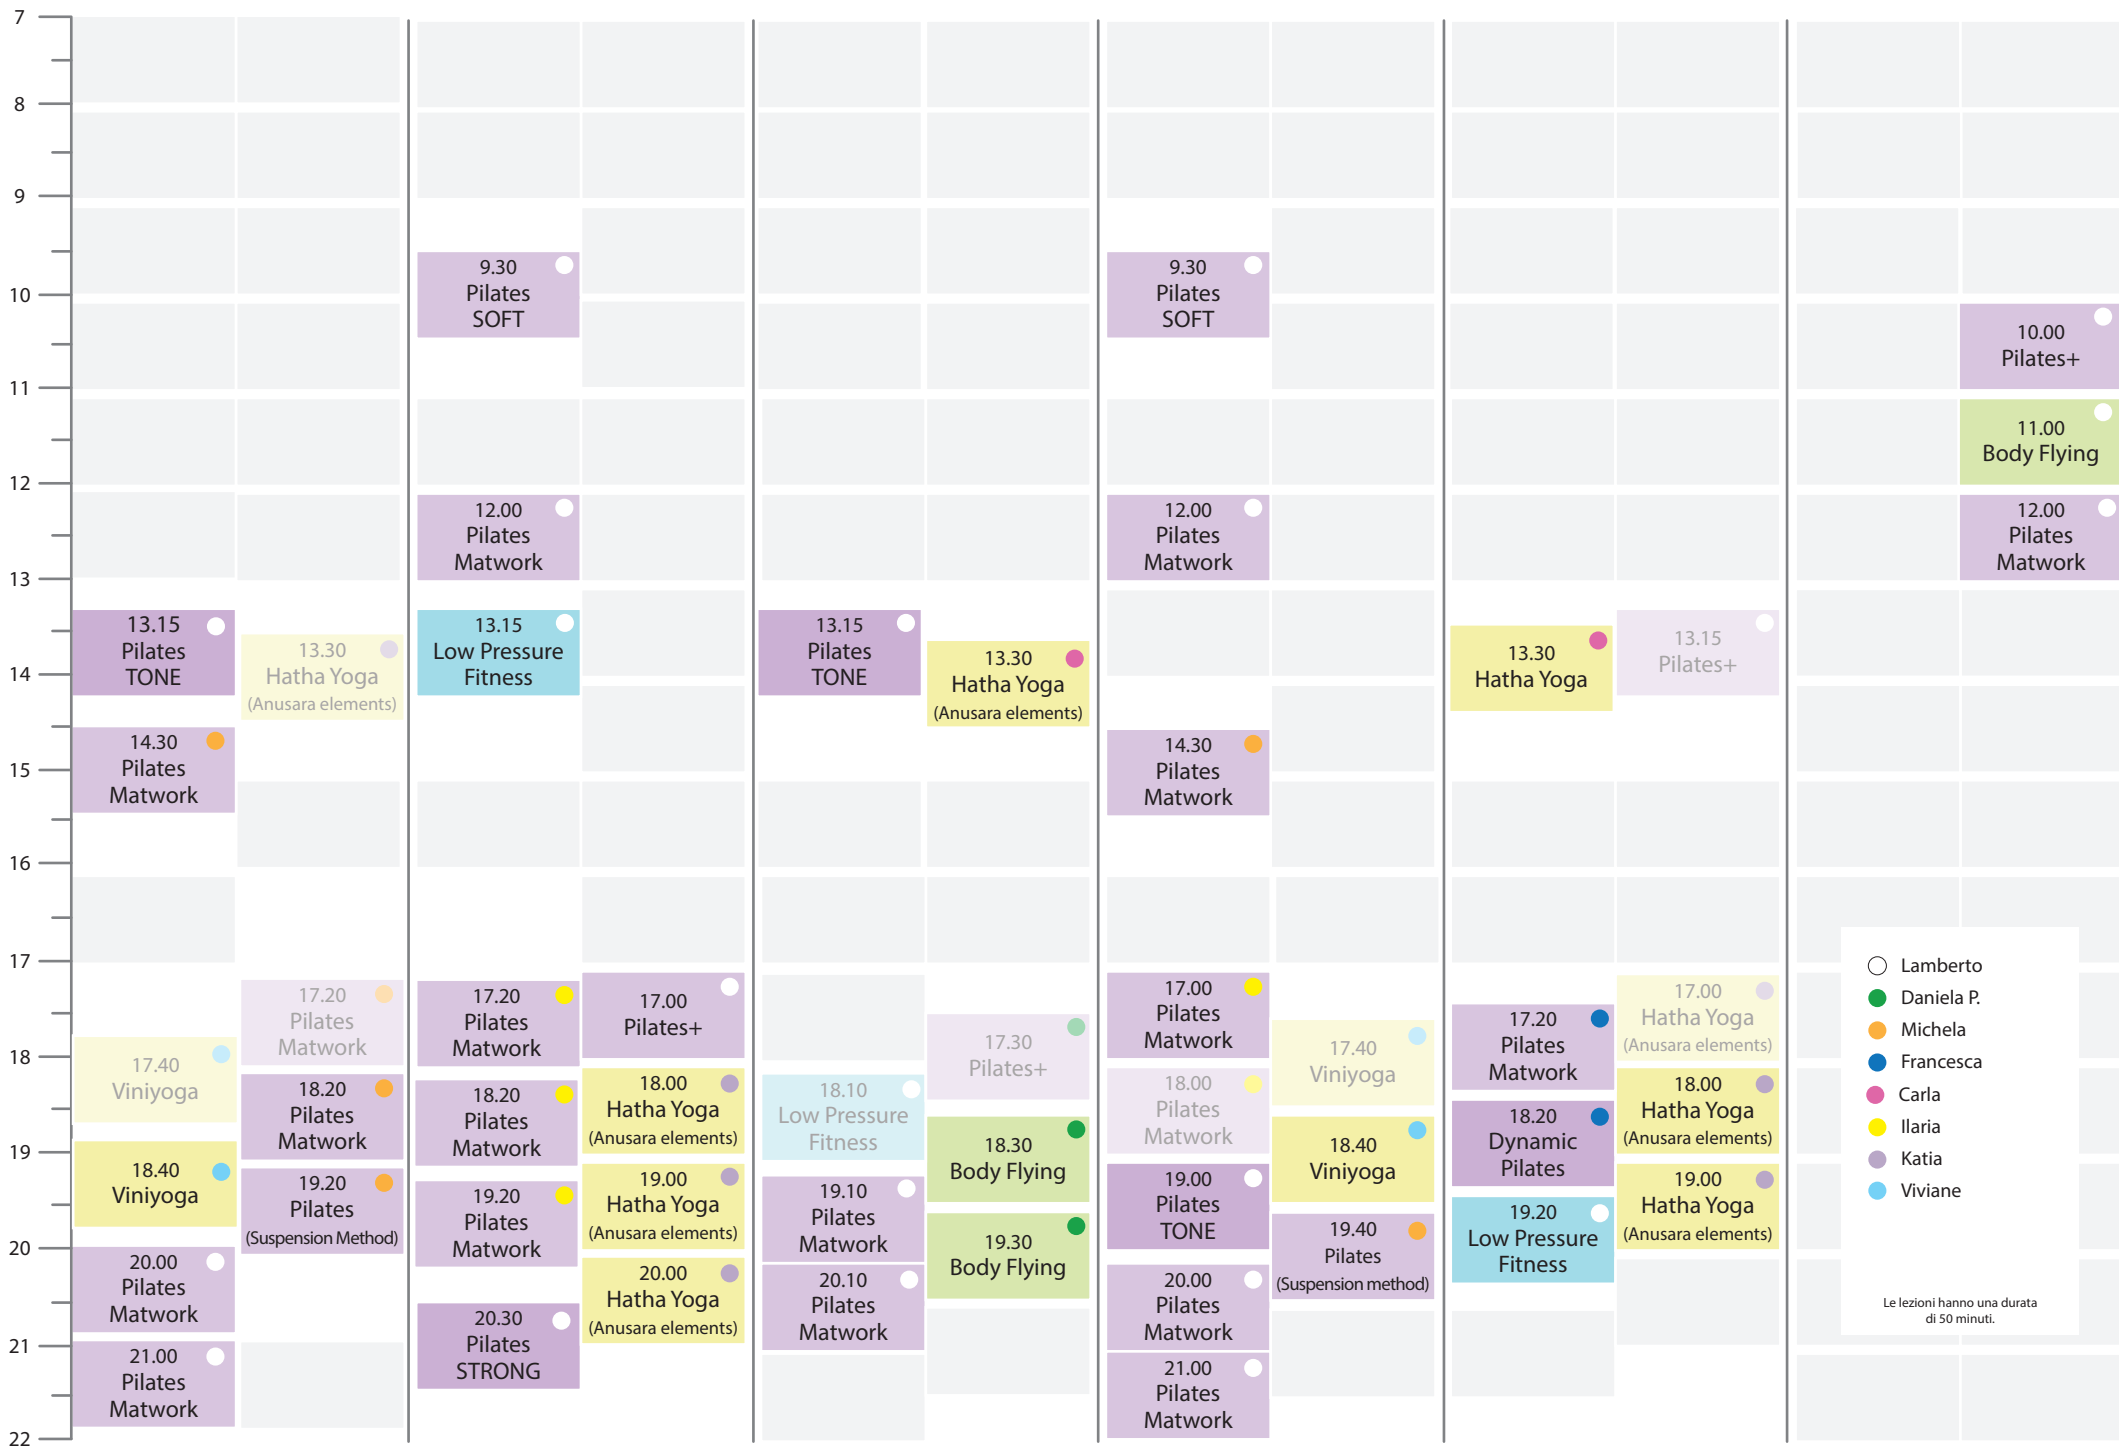 7
8
9
10
11
12
13
14
15
16
17
18
19
20
21
22
13.15
Pilates
TONE
14.30
Pilates
Matwork
17.40
Viniyoga
18.40
Viniyoga
20.00
Pilates
Matwork
21.00
Pilates
Matwork
13.30
Hatha Yoga
(Anusara elements)
17.20
Pilates
Matwork
18.20
Pilates
Matwork
19.20
Pilates
(Suspension Method)
9.30
Pilates
SOFT
12.00
Pilates
Matwork
13.15
Low Pressure
Fitness
17.20
Pilates
Matwork
18.20
Pilates
Matwork
19.20
Pilates
Matwork
20.30
Pilates
STRONG
17.00
Pilates+
18.00
Hatha Yoga
(Anusara elements)
19.00
Hatha Yoga
(Anusara elements)
20.00
Hatha Yoga
(Anusara elements)
13.15
Pilates
TONE
18.10
Low Pressure
Fitness
19.10
Pilates
Matwork
20.10
Pilates
Matwork
13.30
Hatha Yoga
(Anusara elements)
17.30
Pilates+
18.30
Body Flying
19.30
Body Flying
9.30
Pilates
SOFT
12.00
Pilates
Matwork
14.30
Pilates
Matwork
17.00
Pilates
Matwork
18.00
Pilates
Matwork
19.00
Pilates
TONE
20.00
Pilates
Matwork
21.00
Pilates
Matwork
17.40
Viniyoga
18.40
Viniyoga
19.40
Pilates
(Suspension method)
13.30
Hatha Yoga
17.20
Pilates
Matwork
18.20
Dynamic
Pilates
19.20
Low Pressure
Fitness
13.15
Pilates+
17.00
Hatha Yoga
(Anusara elements)
18.00
Hatha Yoga
(Anusara elements)
19.00
Hatha Yoga
(Anusara elements)
10.00
Pilates+
11.00
Body Flying
12.00
Pilates
Matwork
Lamberto
Daniela P.
Michela
Francesca
Carla
Ilaria
Katia
Viviane
Le lezioni hanno una durata
di 50 minuti.